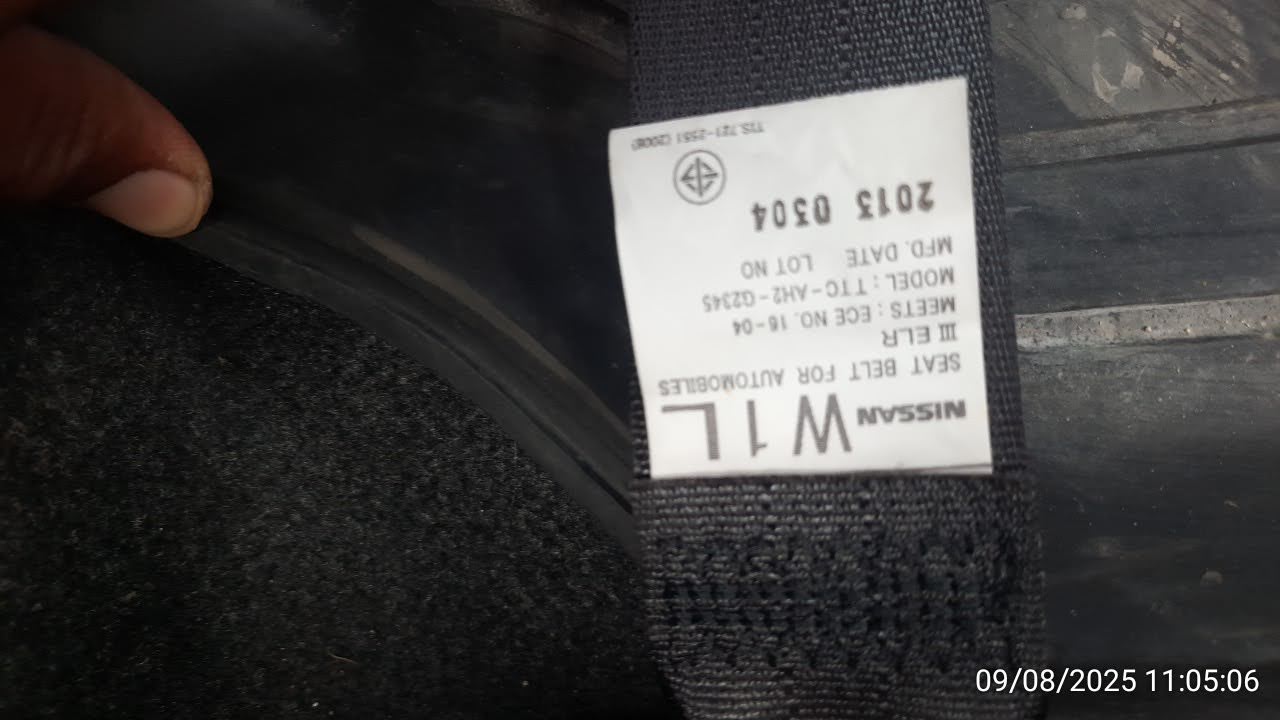 NISSAN W1L
SEAT BELT FOR AUTOMOBILES
III ELR
MEETS : ECE NO. 16-04
MODEL : TTC-AH2-G2345
MFD. DATE LOT NO
2013 0304
TIS.721-2551 (2008)
09/08/2025 11:05:06